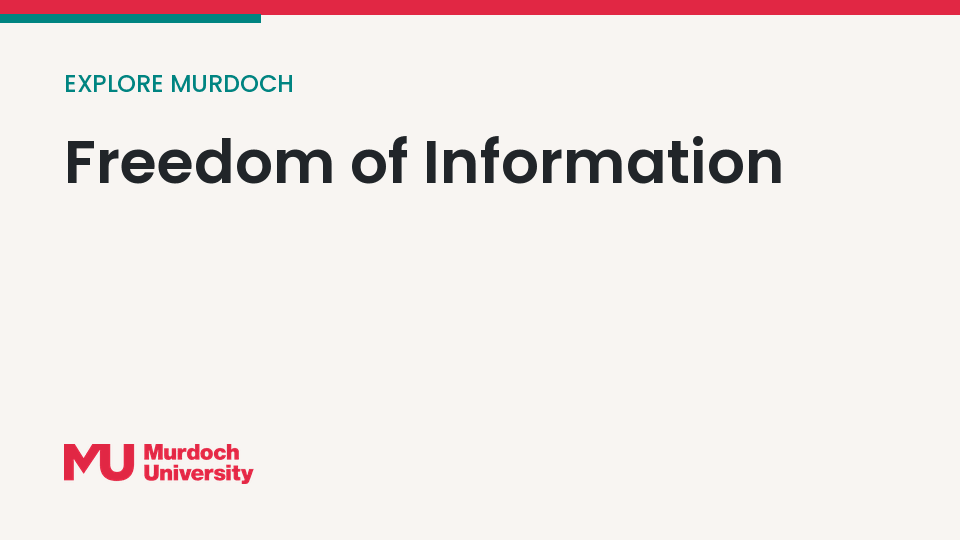 EXPLORE MURDOCH
Freedom of Information
MU
Murdoch
University